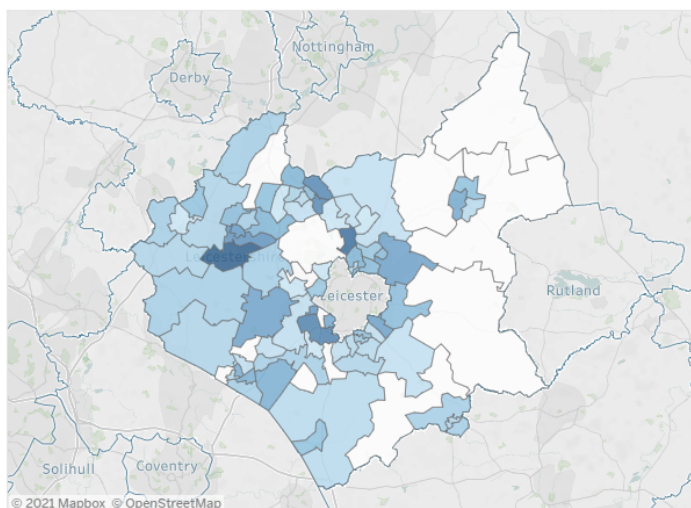 Nottingham
Derby
Leicestershire
Leicester
Rutland
Solihull
Coventry
© 2021 Mapbox © OpenStreetMap